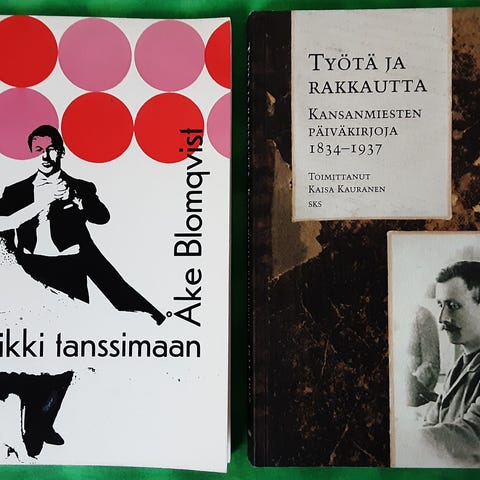 Åke Blomqvist
ikki tanssimaan
TYÖTÄ JA
RAKKAUTTA
KANSANMIESTEN
PÄIVÄKIRJOJA
1834–1937
TOIMITTANUT
KAISA KAURANEN
SKS